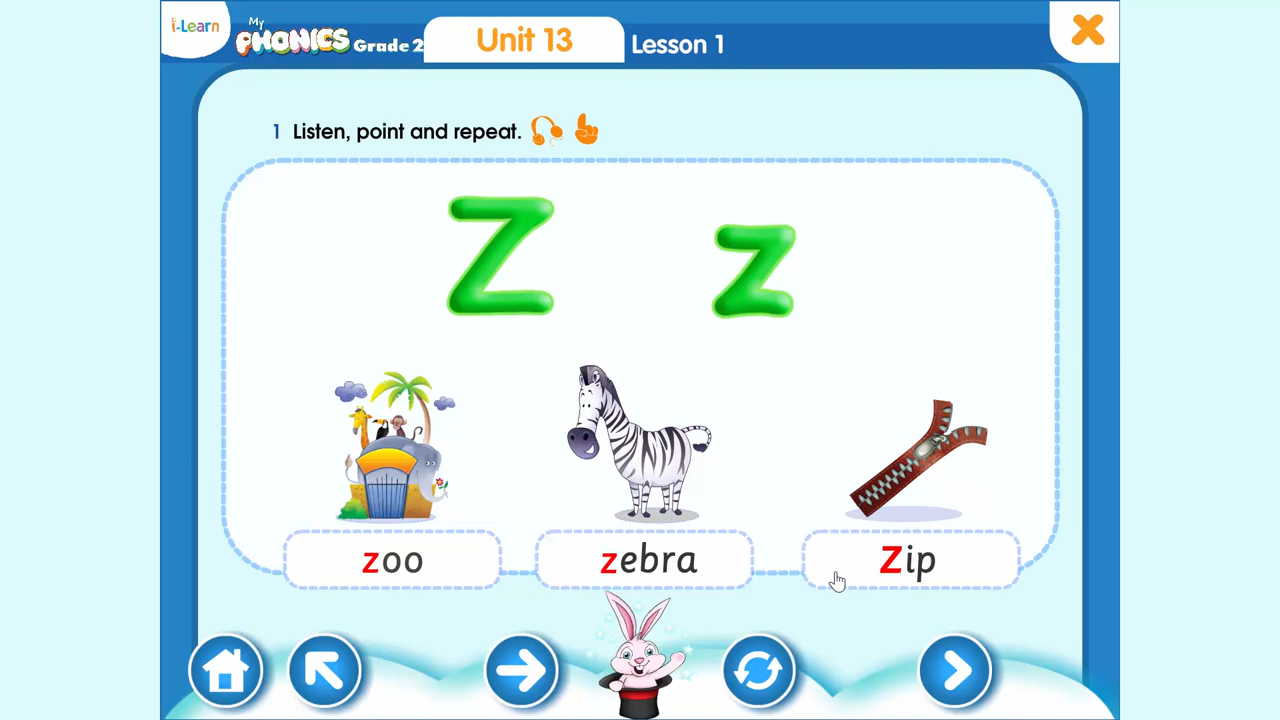 i-Learn
My
PHONICS Grade 2
Unit 13
Lesson 1
1 Listen, point and repeat.
Z z
zoo
zebra
Zip